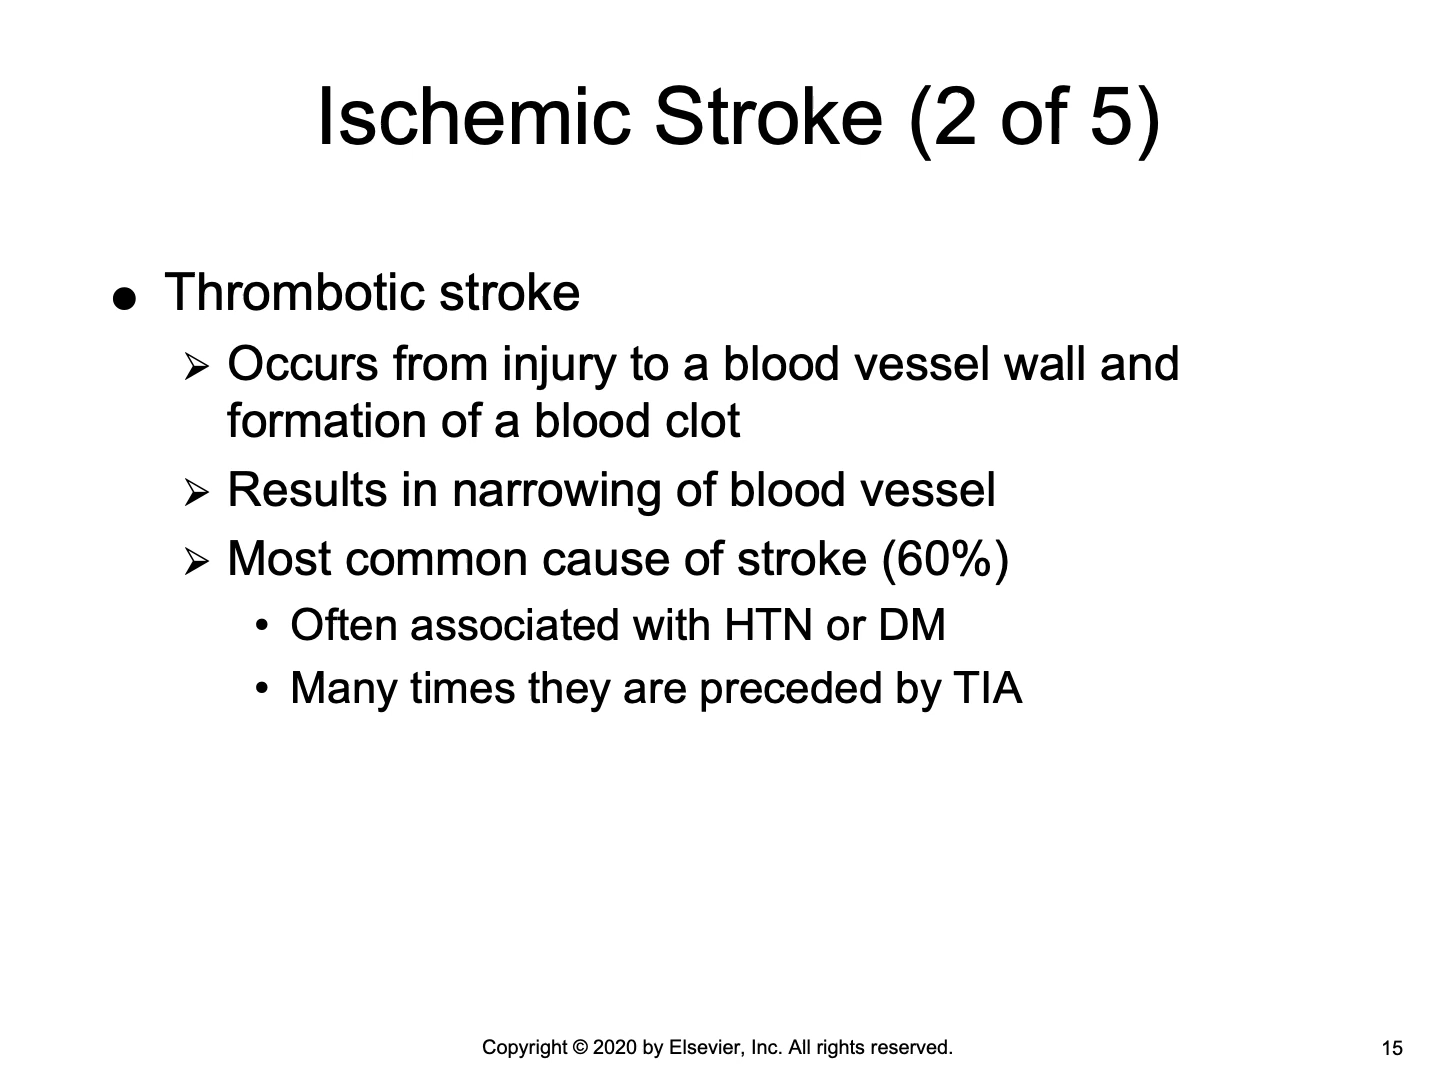 Ischemic Stroke (2 of 5)
● Thrombotic stroke
➢ Occurs from injury to a blood vessel wall and
formation of a blood clot
➢ Results in narrowing of blood vessel
➢ Most common cause of stroke (60%)
• Often associated with HTN or DM
• Many times they are preceded by TIA
Copyright © 2020 by Elsevier, Inc. All rights reserved.
15